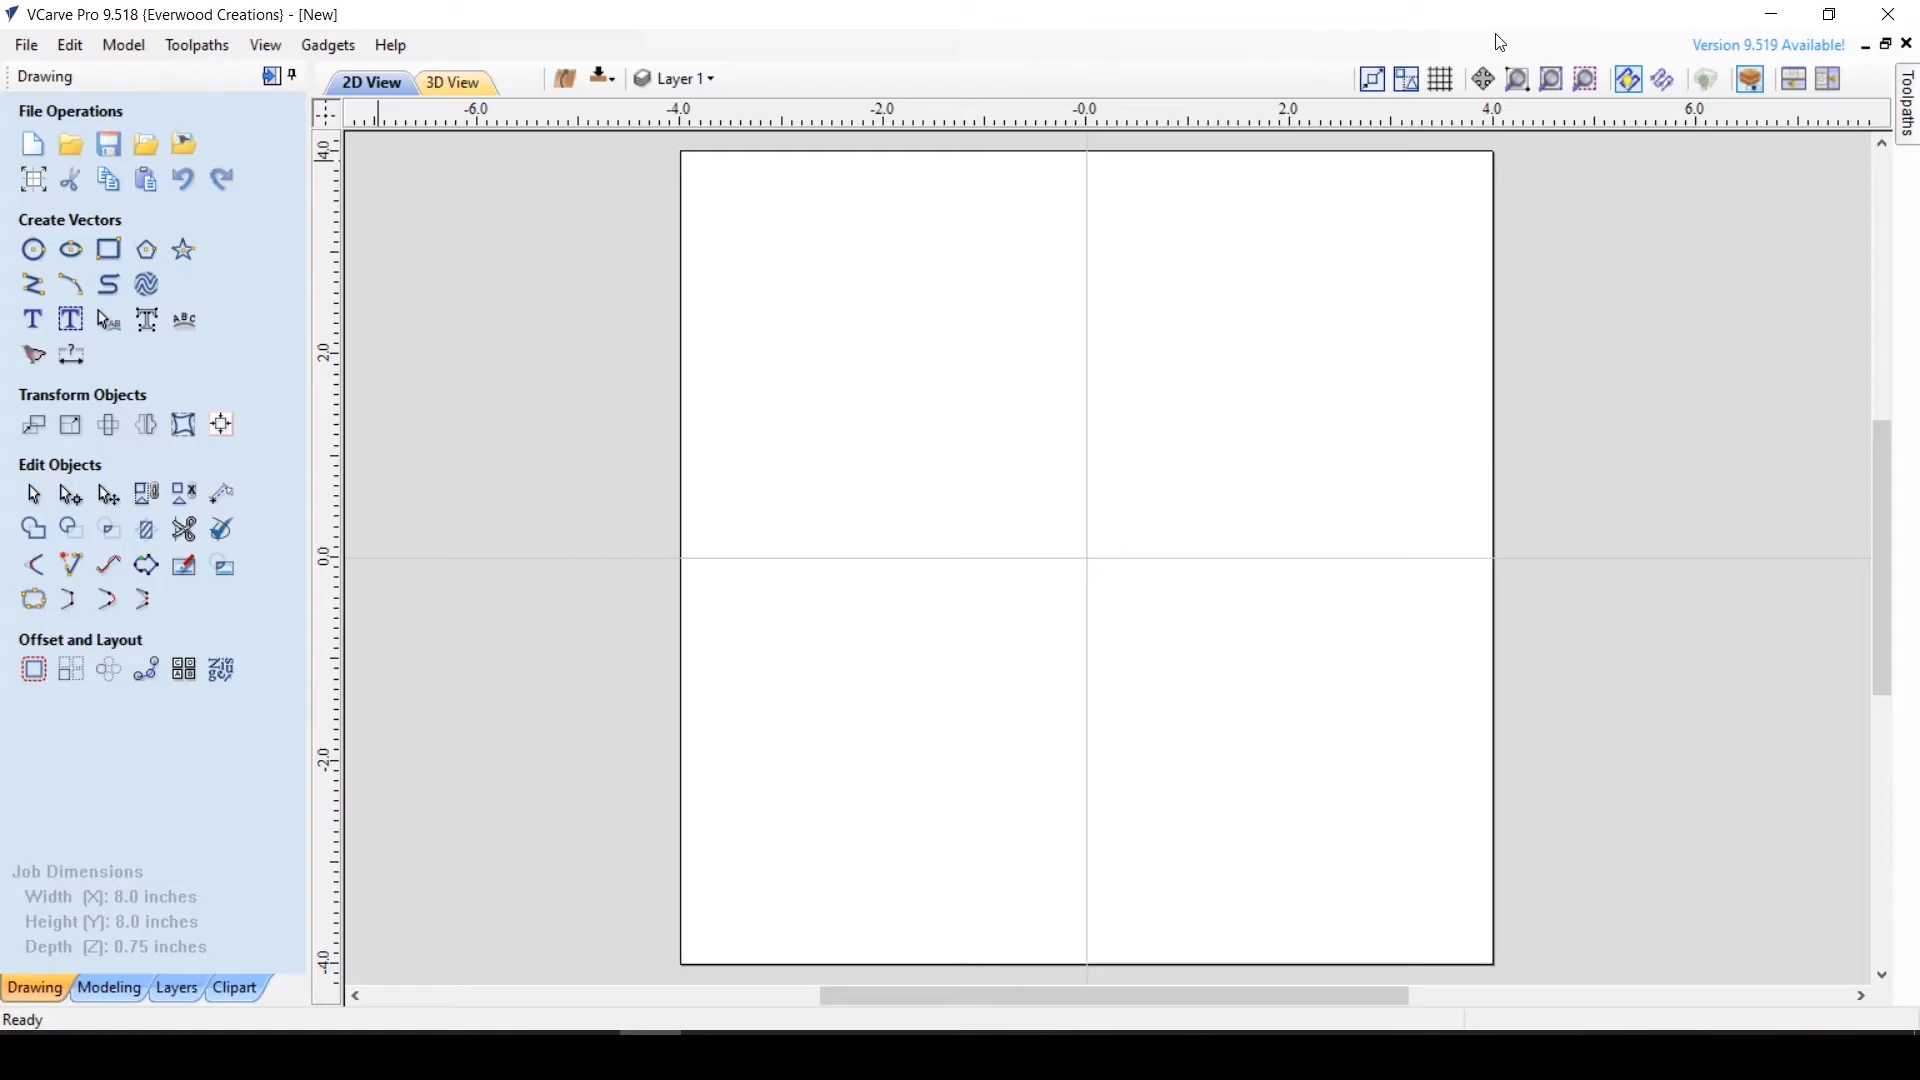 VCarve Pro 9.518 {Everwood Creations} - [New]
File Edit Model Toolpaths View Gadgets Help
Version 9.519 Available!
Drawing
2D View 3D View
Layer 1
Toolpaths
File Operations
-6.0 -4.0 -2.0 -0.0 2.0 4.0 6.0
4.0
2.0
0.0
-2.0
-4.0
Create Vectors
T T AB T ABC
?
Transform Objects
Edit Objects
Offset and Layout
Job Dimensions
Width (X): 8.0 inches
Height (Y): 8.0 inches
Depth (Z): 0.75 inches
Drawing Modeling Layers Clipart
Ready